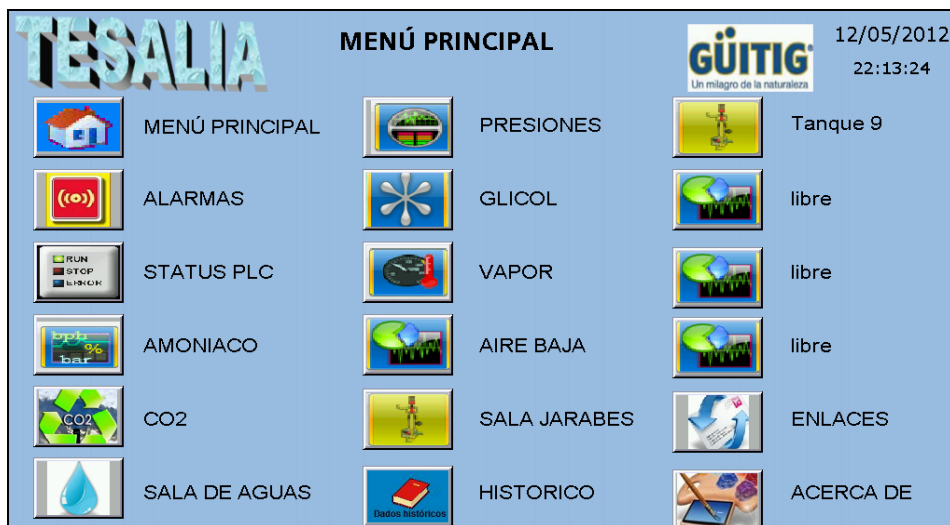 TESALIA
MENÚ PRINCIPAL
GÜITIG
Un milagro de la naturaleza
12/05/2012
22:13:24
MENÚ PRINCIPAL
PRESIONES
Tanque 9
ALARMAS
GLICOL
libre
RUN
STOP
ERROR
STATUS PLC
VAPOR
libre
bpb
%
bar
AMONIACO
AIRE BAJA
libre
CO2
CO2
SALA JARABES
ENLACES
SALA DE AGUAS
Dados históricos
HISTORICO
ACERCA DE